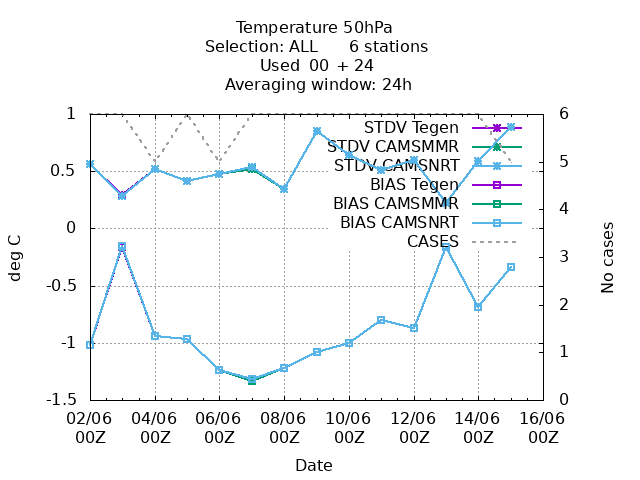 Temperature 50hPa
Selection: ALL 6 stations
Used 00 + 24
Averaging window: 24h
1
0.5
0
-0.5
-1
-1.5
deg C
6
5
4
3
2
1
0
No cases
STDV Tegen
STDV CAMSMMR
STDV CAMSNRT
BIAS Tegen
BIAS CAMSMMR
BIAS CAMSNRT
CASES
02/06 04/06 06/06 08/06 10/06 12/06 14/06 16/06
00Z 00Z 00Z 00Z 00Z 00Z 00Z 00Z
Date